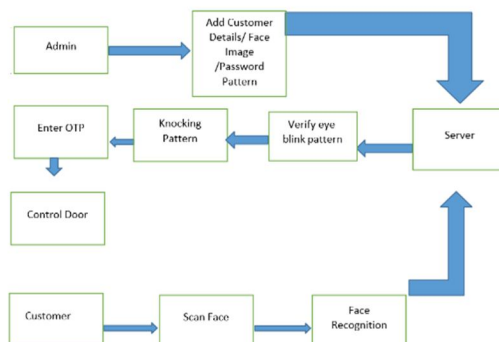 Admin
Add Customer
Details/ Face
Image
/Password
Pattern
Enter OTP
Knocking
Pattern
Verify eye
blink pattern
Server
Control Door
Customer
Scan Face
Face
Recognition